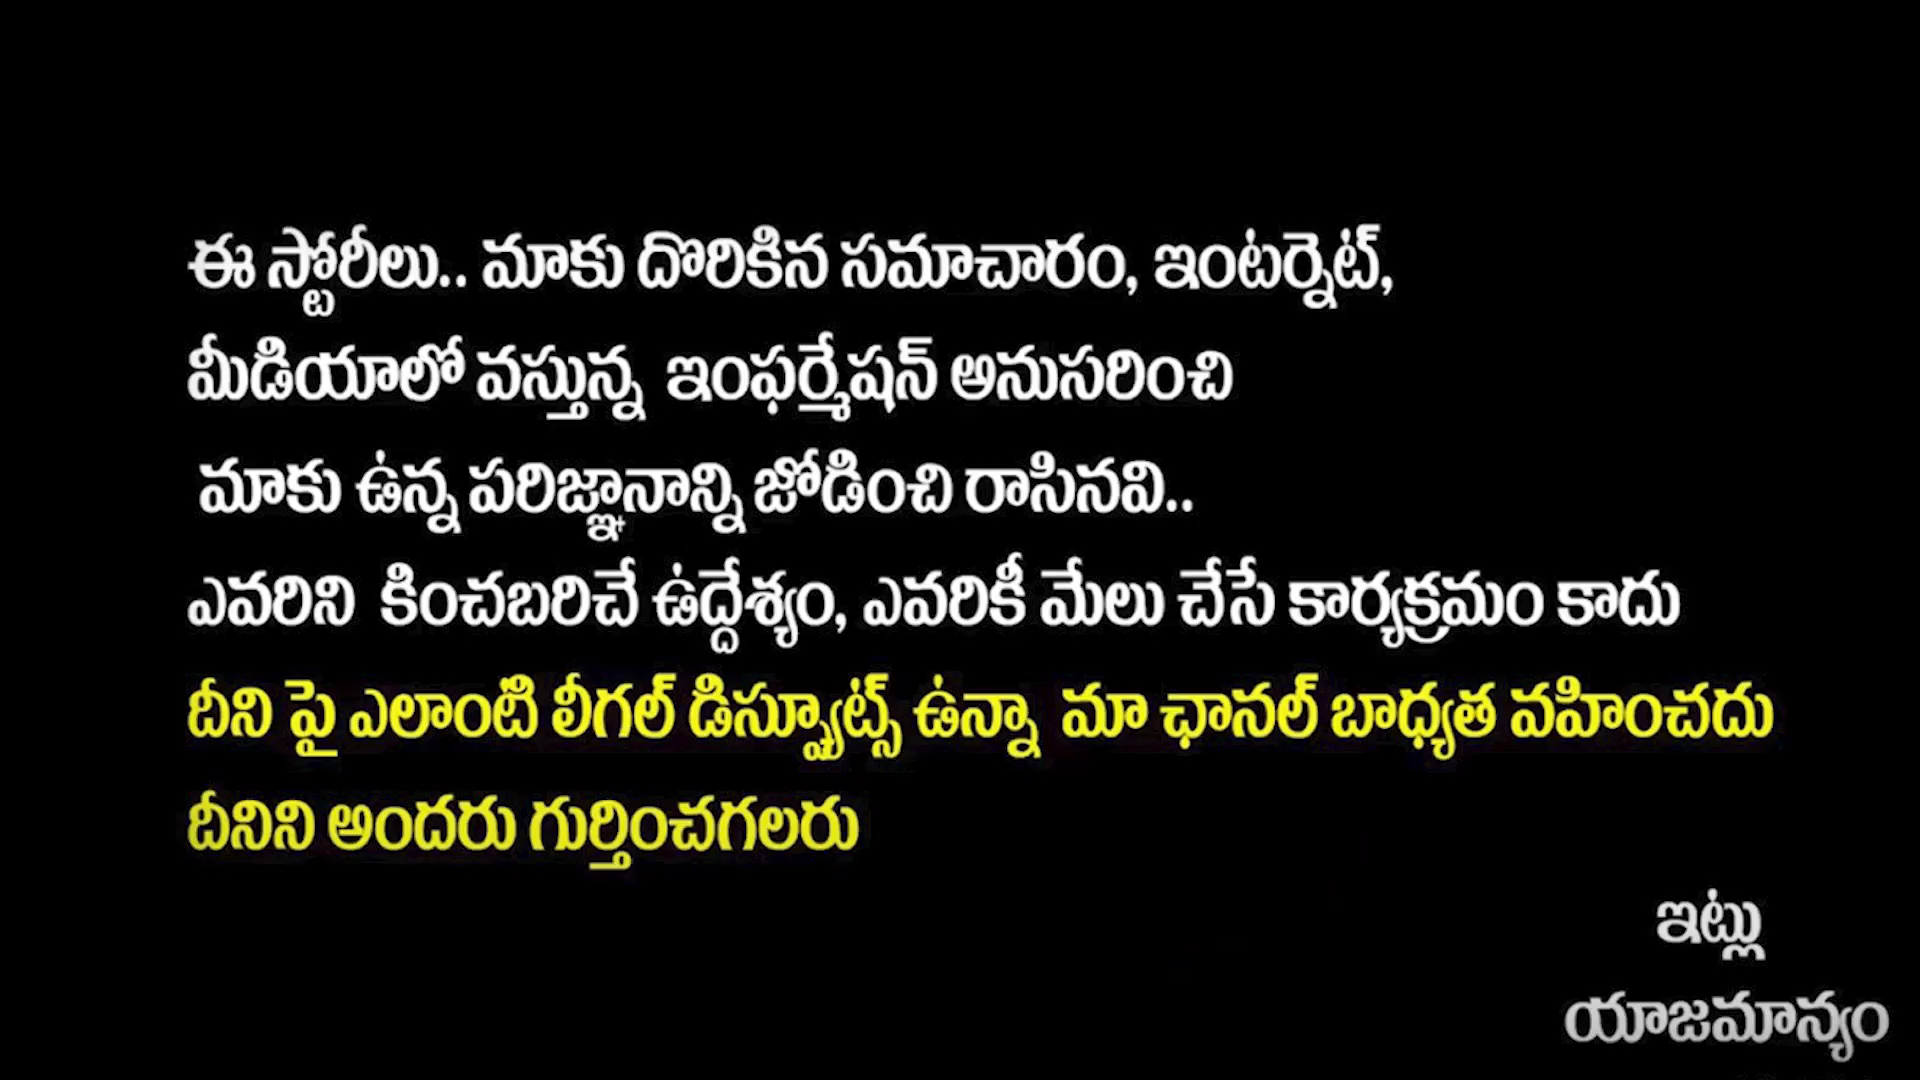 ఈ స్టోరీలు.. మాకు దొరికిన సమాచారం, ఇంటర్నెట్,
మీడియాలో వస్తున్న ఇంఫర్మేషన్ అనుసరించి
మాకు ఉన్న పరిజ్ఞానాన్ని జోడించి రాసినవి..
ఎవరిని కించబరిచే ఉద్దేశ్యం, ఎవరికీ మేలు చేసే కార్యక్రమం కాదు
దీని పై ఎలాంటి లీగల్ డిస్ప్యూట్స్ ఉన్నా మా ఛానల్ బాధ్యత వహించదు
దీనిని అందరు గుర్తించగలరు
ఇట్లు
యాజమాన్యం